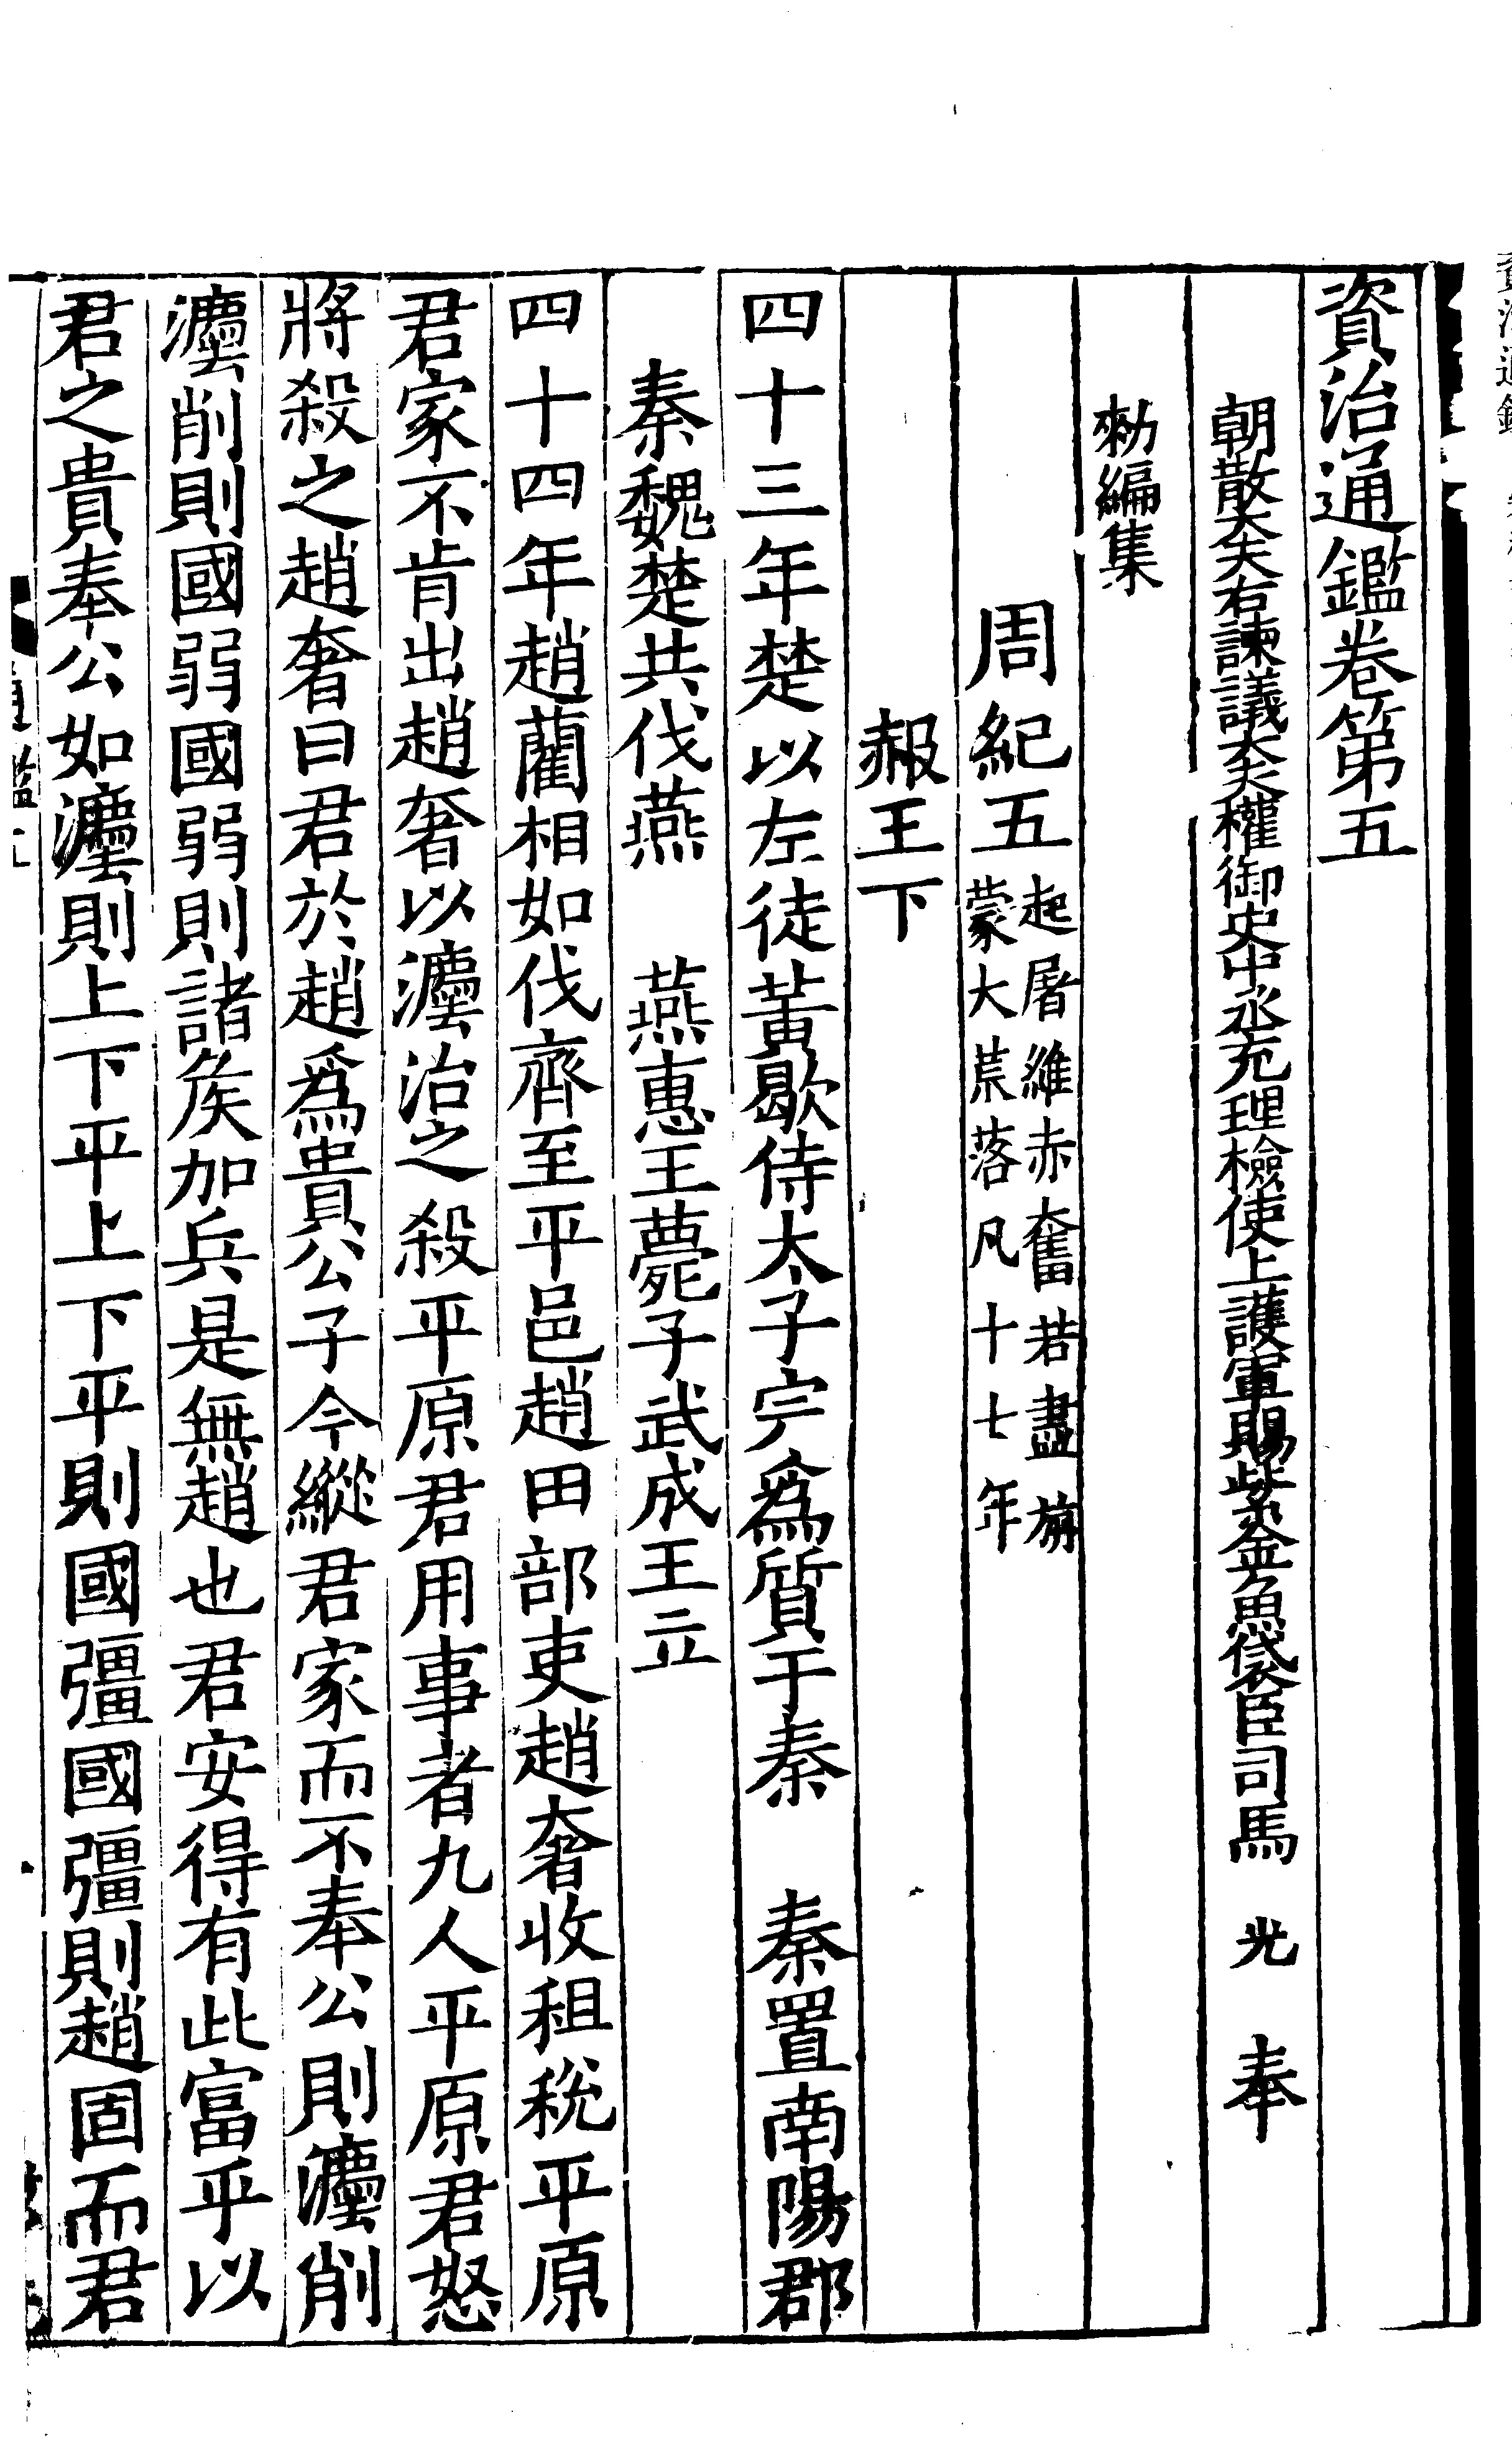 資治通鑑卷第五
朝散大夫右諫議大夫權御史中丞充理檢使上護軍賜紫金魚袋臣司馬 光 奉
勑編集
周紀五 起屠維赤奮若盡旃蒙大荒落凡十七年
赧王下
四十三年楚以左徒黃歇侍太子完爲質于秦 秦置南陽郡
秦魏楚共伐燕 燕惠王薨子武成王立
四十四年趙藺相如伐齊至平邑趙田部吏趙奢收租稅平原
君家不肯出趙奢以灋治之殺平原君用事者九人平原君怒
將殺之趙奢曰君於趙爲貴公子今縱君家而不奉公則灋削
灋削則國弱國弱則諸矦加兵是無趙也君安得有此富乎以
君之貴奉公如灋則上下平上下平則國彊國彊則趙固而君